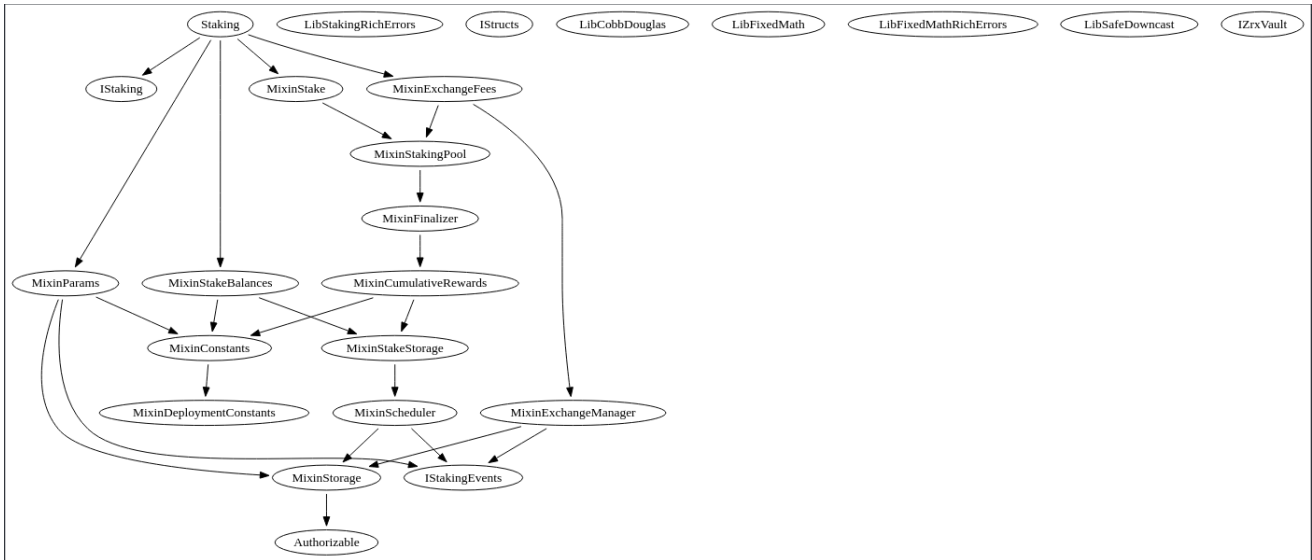 Staking
LibStakingRichErrors
IStructs
LibCobbDouglas
LibFixedMath
LibFixedMathRichErrors
LibSafeDowncast
IZrxVault
IStaking
MixinStake
MixinExchangeFees
MixinStakingPool
MixinFinalizer
MixinParams
MixinStakeBalances
MixinCumulativeRewards
MixinConstants
MixinStakeStorage
MixinDeploymentConstants
MixinScheduler
MixinExchangeManager
MixinStorage
IStakingEvents
Authorizable